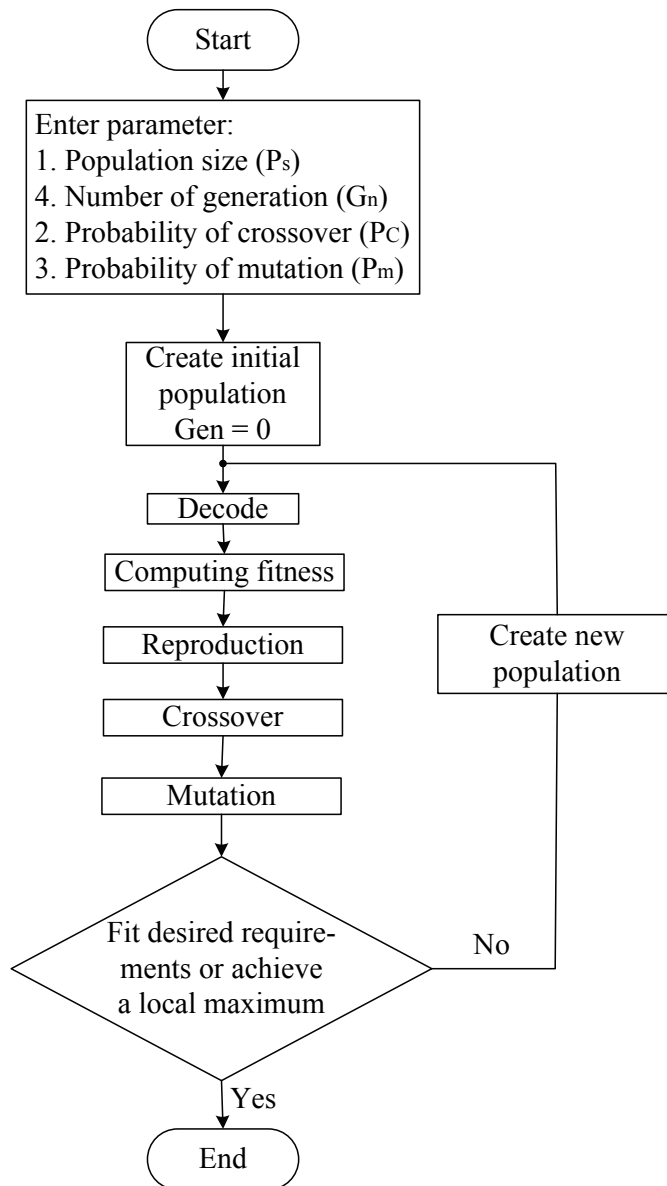 Start
Enter parameter:
1. Population size (Ps)
4. Number of generation (Gn)
2. Probability of crossover (PC)
3. Probability of mutation (Pm)
Create initial
population
Gen = 0
Decode
Computing fitness
Reproduction
Crossover
Mutation
Create new
population
Fit desired require-
ments or achieve
a local maximum
No
Yes
End